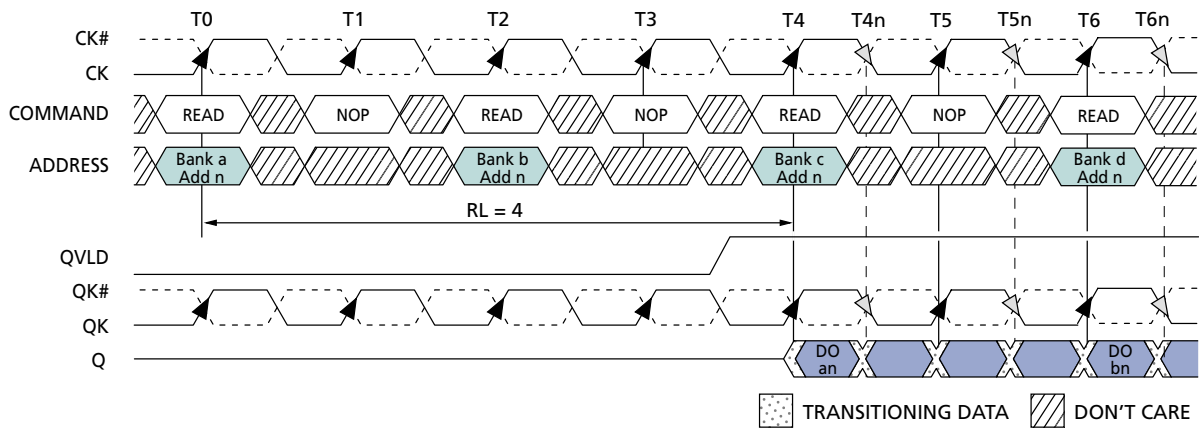 T0 T1 T2 T3 T4 T4n T5 T5n T6 T6n
CK#
CK
COMMAND READ NOP READ NOP READ NOP READ
ADDRESS Bank a Bank b Bank c Bank d
Add n Add n Add n Add n
RL = 4
QVLD
QK#
QK
Q DO DO
an bn
TRANSITIONING DATA DON'T CARE